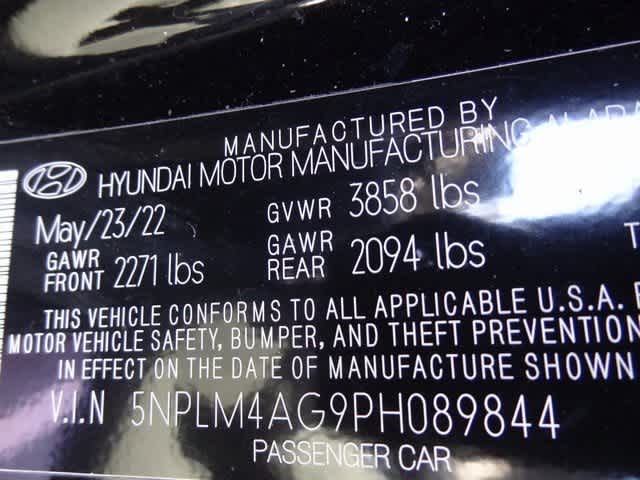 MANUFACTURED BY
HYUNDAI MOTOR MANUFACTURING ALABA
May/23/22 GVWR 3858 lbs
GAWR FRONT 2271 lbs GAWR REAR 2094 lbs T
THIS VEHICLE CONFORMS TO ALL APPLICABLE U.S.A. F
MOTOR VEHICLE SAFETY, BUMPER, AND THEFT PREVENTION
IN EFFECT ON THE DATE OF MANUFACTURE SHOWN
V.I.N 5NPLM4AG9PH089844
PASSENGER CAR